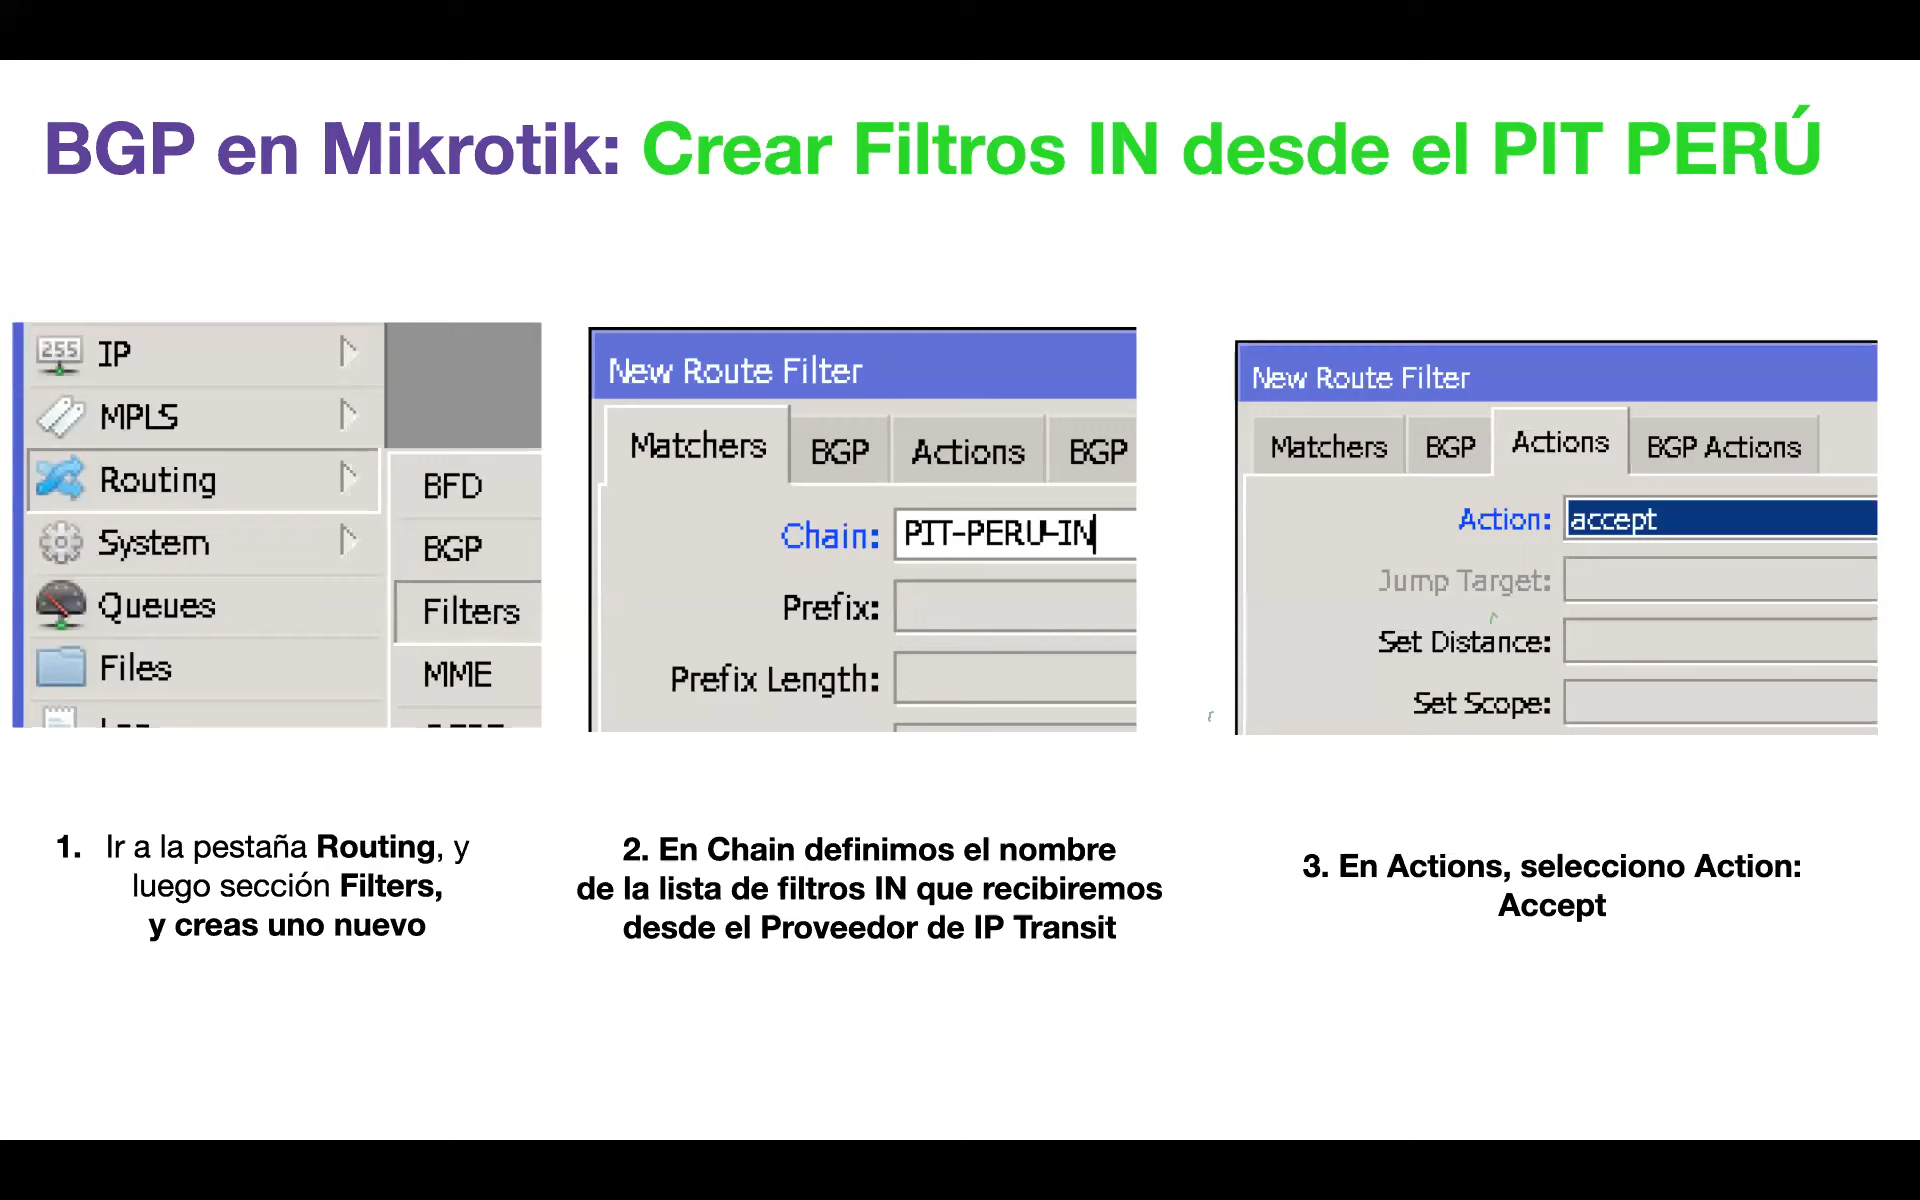 BGP en Mikrotik: Crear Filtros IN desde el PIT PERÚ
255 IP
MPLS
Routing
System
Queues
Files
BFD
BGP
Filters
MME
New Route Filter
Matchers BGP Actions BGP
Chain: PIT-PERU-IN
Prefix:
Prefix Length:
New Route Filter
Matchers BGP Actions BGP Actions
Action: accept
Jump Target:
Set Distance:
Set Scope:
1. Ir a la pestaña Routing, y
luego sección Filters,
y creas uno nuevo
2. En Chain definimos el nombre
de la lista de filtros IN que recibiremos
desde el Proveedor de IP Transit
3. En Actions, selecciono Action:
Accept